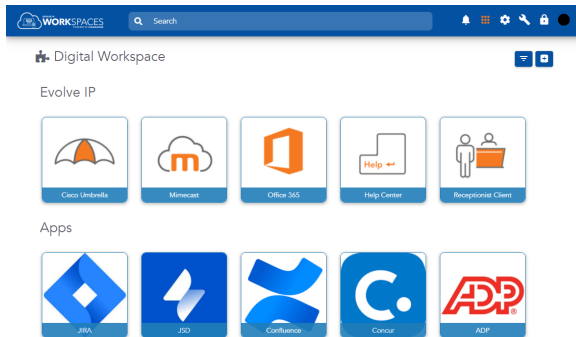 WORKSPACES
Search
Digital Workspace
Evolve IP
m
Help
Cisco Umbrella
Mimecast
Office 365
Help Center
Receptionist Client
Apps
C.
ADP
JIRA
JSD
Confluence
Concur
ADP